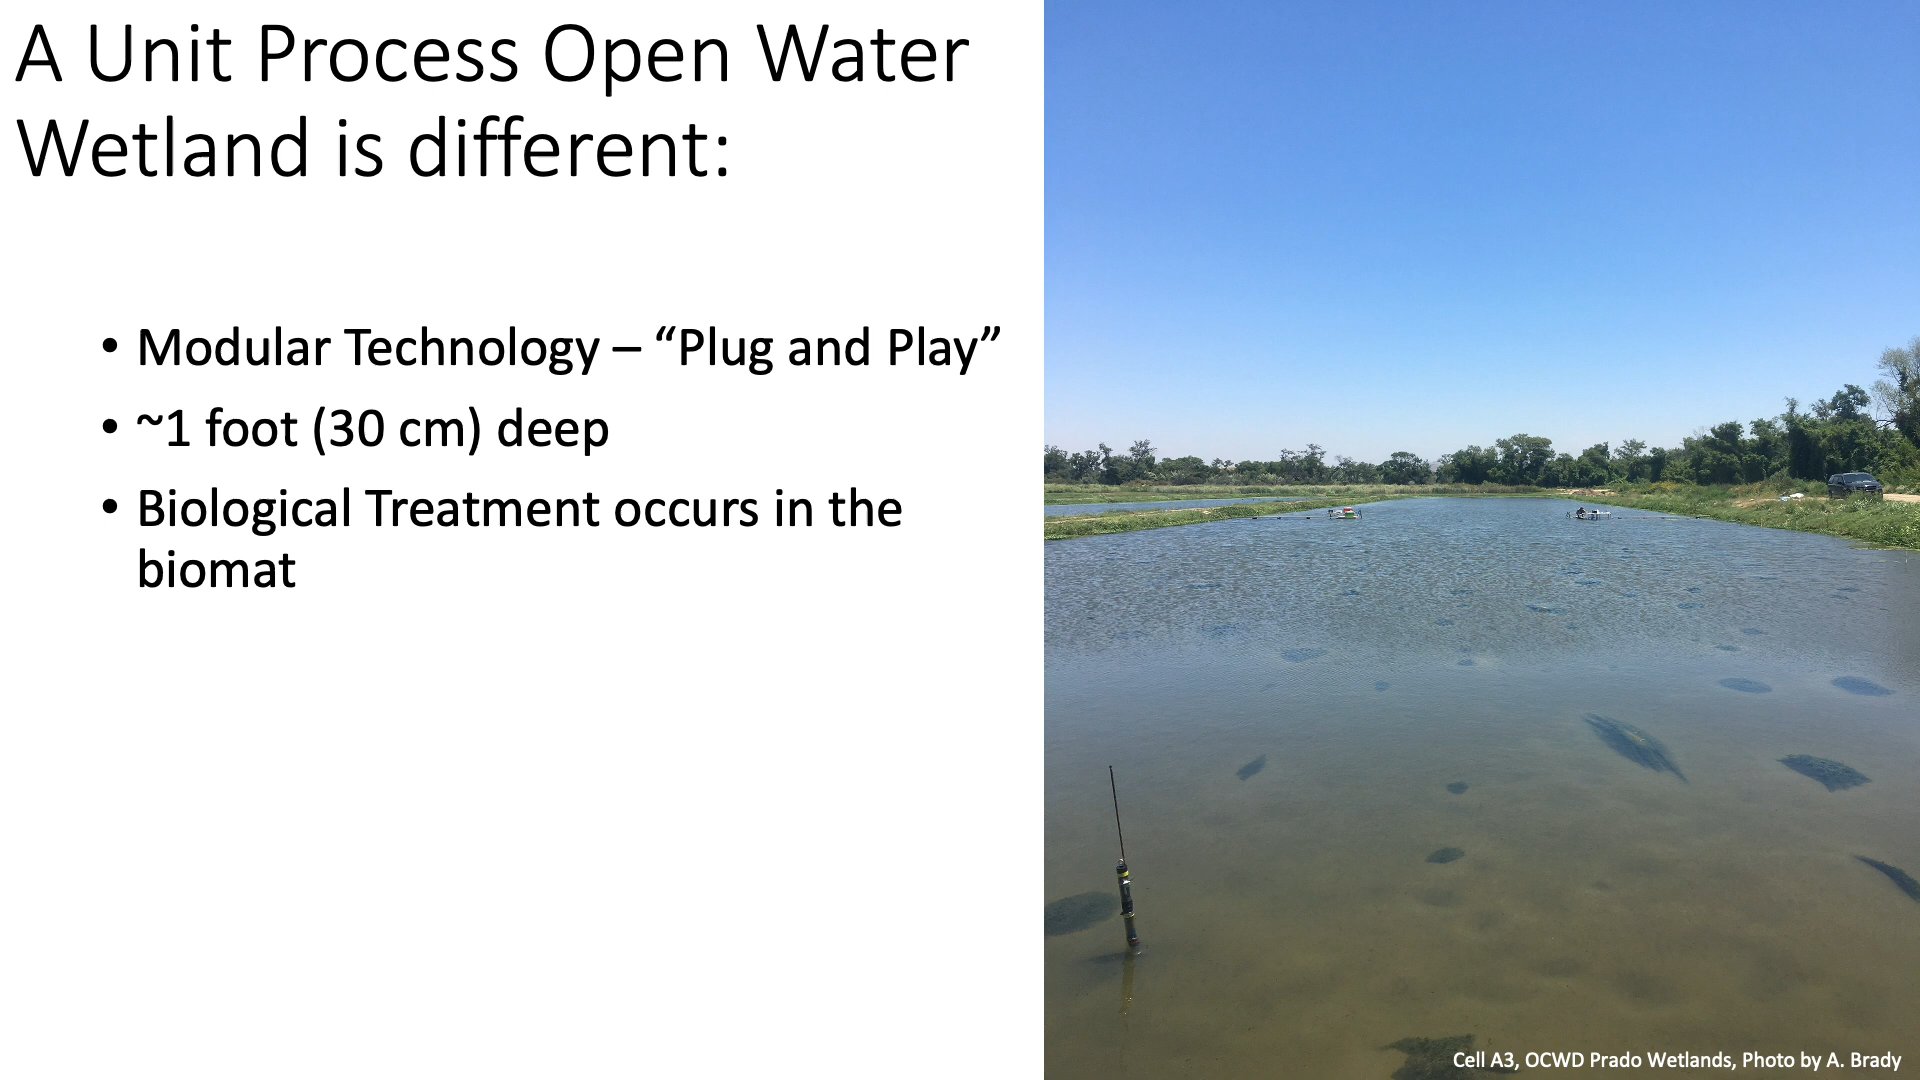 A Unit Process Open Water
Wetland is different:
• Modular Technology – “Plug and Play”
• ~1 foot (30 cm) deep
• Biological Treatment occurs in the
biomat
Cell A3, OCWD Prado Wetlands, Photo by A. Brady